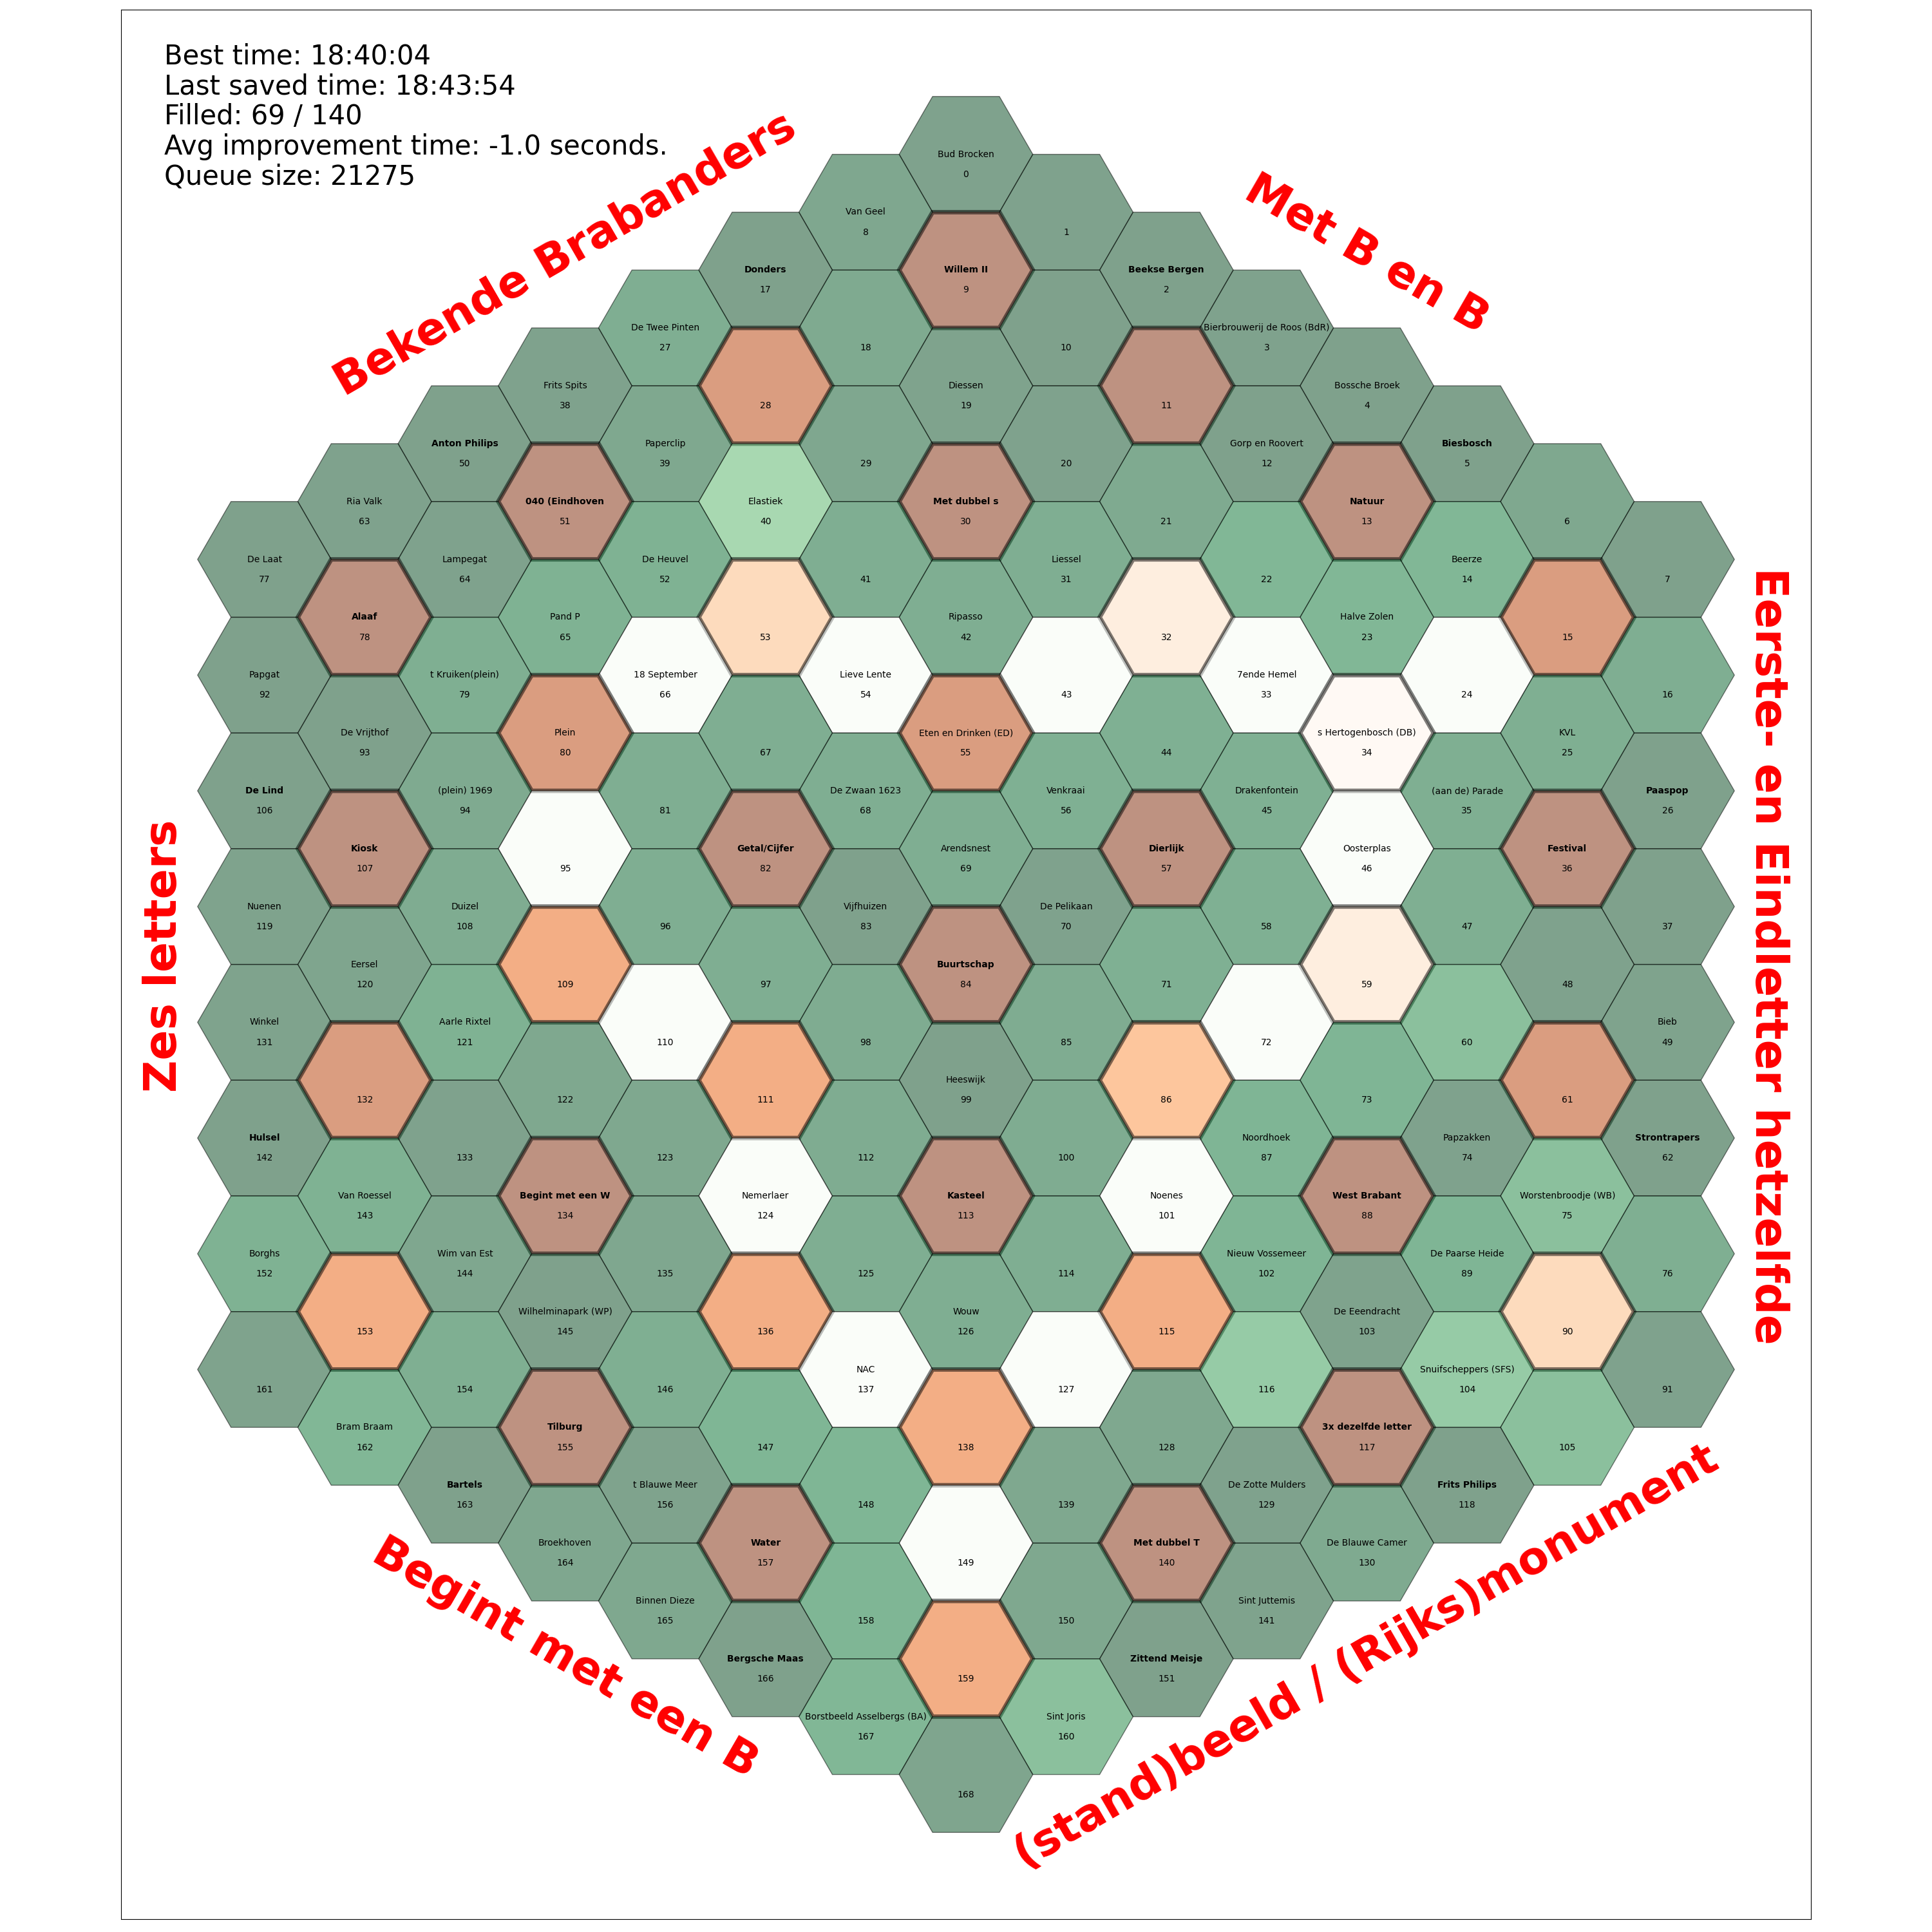 Best time: 18:40:04
Last saved time: 18:43:54
Filled: 69 / 140
Avg improvement time: -1.0 seconds.
Queue size: 21275
Bekende Brabanders
Met B en B
Eerste- en Eindletter hetzelfde
(stand)beeld / (Rijks)monument
Begint met een B
Zes letters
Bud Brocken
0
1
Beekse Bergen
2
Bierbrouwerij de Roos (BdR)
3
Bossche Broek
4
Biesbosch
5
6
7
Van Geel
8
Willem II
9
10
11
Gorp en Roovert
12
Natuur
13
Beerze
14
15
16
Donders
17
18
Diessen
19
20
21
22
Halve Zolen
23
24
KVL
25
Paaspop
26
De Twee Pinten
27
28
29
Met dubbel s
30
Liessel
31
32
7ende Hemel
33
s Hertogenbosch (DB)
34
(aan de) Parade
35
Festival
36
37
Frits Spits
38
Paperclip
39
Elastiek
40
41
Ripasso
42
43
44
Drakenfontein
45
Oosterplas
46
47
48
Bieb
49
Anton Philips
50
040 (Eindhoven
51
De Heuvel
52
53
Lieve Lente
54
Eten en Drinken (ED)
55
Venkraai
56
Dierlijk
57
58
59
60
61
Strontrapers
62
Ria Valk
63
Lampegat
64
Pand P
65
18 September
66
67
De Zwaan 1623
68
Arendsnest
69
De Pelikaan
70
71
72
73
Papzakken
74
Worstenbroodje (WB)
75
76
De Laat
77
Alaaf
78
t Kruiken(plein)
79
Plein
80
81
Getal/Cijfer
82
Vijfhuizen
83
Buurtschap
84
85
86
Noordhoek
87
West Brabant
88
De Paarse Heide
89
90
91
Papgat
92
De Vrijthof
93
(plein) 1969
94
95
96
97
98
Heeswijk
99
100
Noenes
101
Nieuw Vossemeer
102
De Eeendracht
103
Snuifscheppers (SFS)
104
105
De Lind
106
Kiosk
107
Duizel
108
109
110
111
112
Kasteel
113
114
115
116
3x dezelfde letter
117
Frits Philips
118
Nuenen
119
Eersel
120
Aarle Rixtel
121
122
123
Nemerlaer
124
125
Wouw
126
127
128
De Zotte Mulders
129
De Blauwe Camer
130
Winkel
131
132
133
Begint met een W
134
135
136
NAC
137
138
139
Met dubbel T
140
Sint Juttemis
141
Hulsel
142
Van Roessel
143
Wim van Est
144
Wilhelminapark (WP)
145
146
147
148
149
150
Zittend Meisje
151
Borghs
152
153
154
Tilburg
155
t Blauwe Meer
156
Water
157
158
159
Sint Joris
160
161
Bram Braam
162
Bartels
163
Broekhoven
164
Binnen Dieze
165
Bergsche Maas
166
Borstbeeld Asselbergs (BA)
167
168